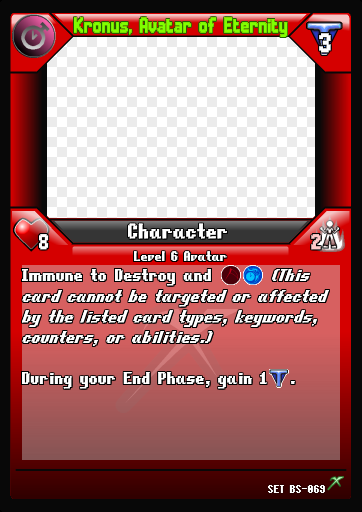 Kronus, Avatar of Eternity
3
8
Character
2
Level 6 Avatar
Immune to Destroy and (This
card cannot be targeted or affected
by the listed card types, keywords,
counters, or abilities.)
During your End Phase, gain 1 .
SET BS-069